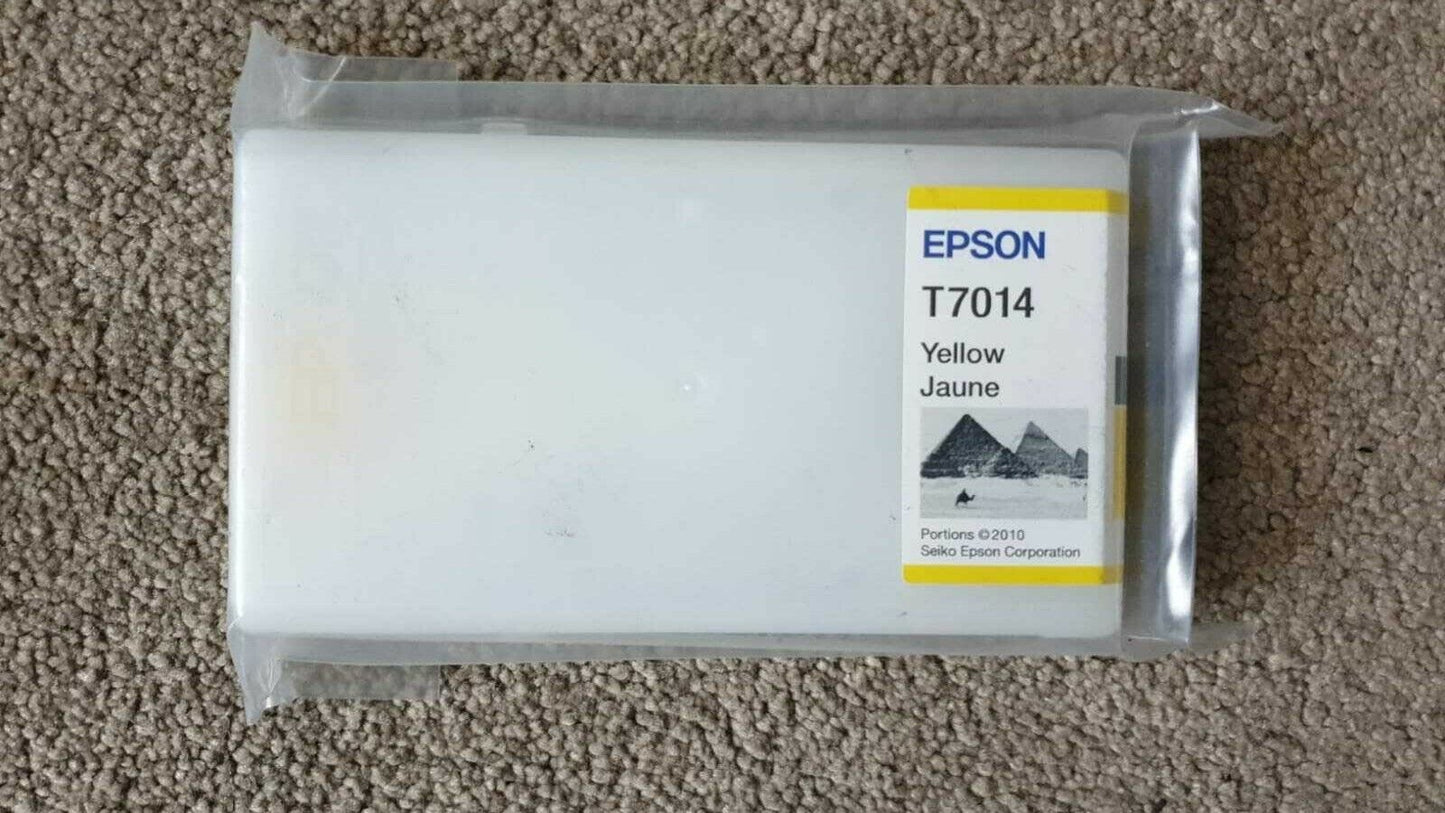 EPSON
T7014
Yellow
Jaune
Portions ©2010
Seiko Epson Corporation